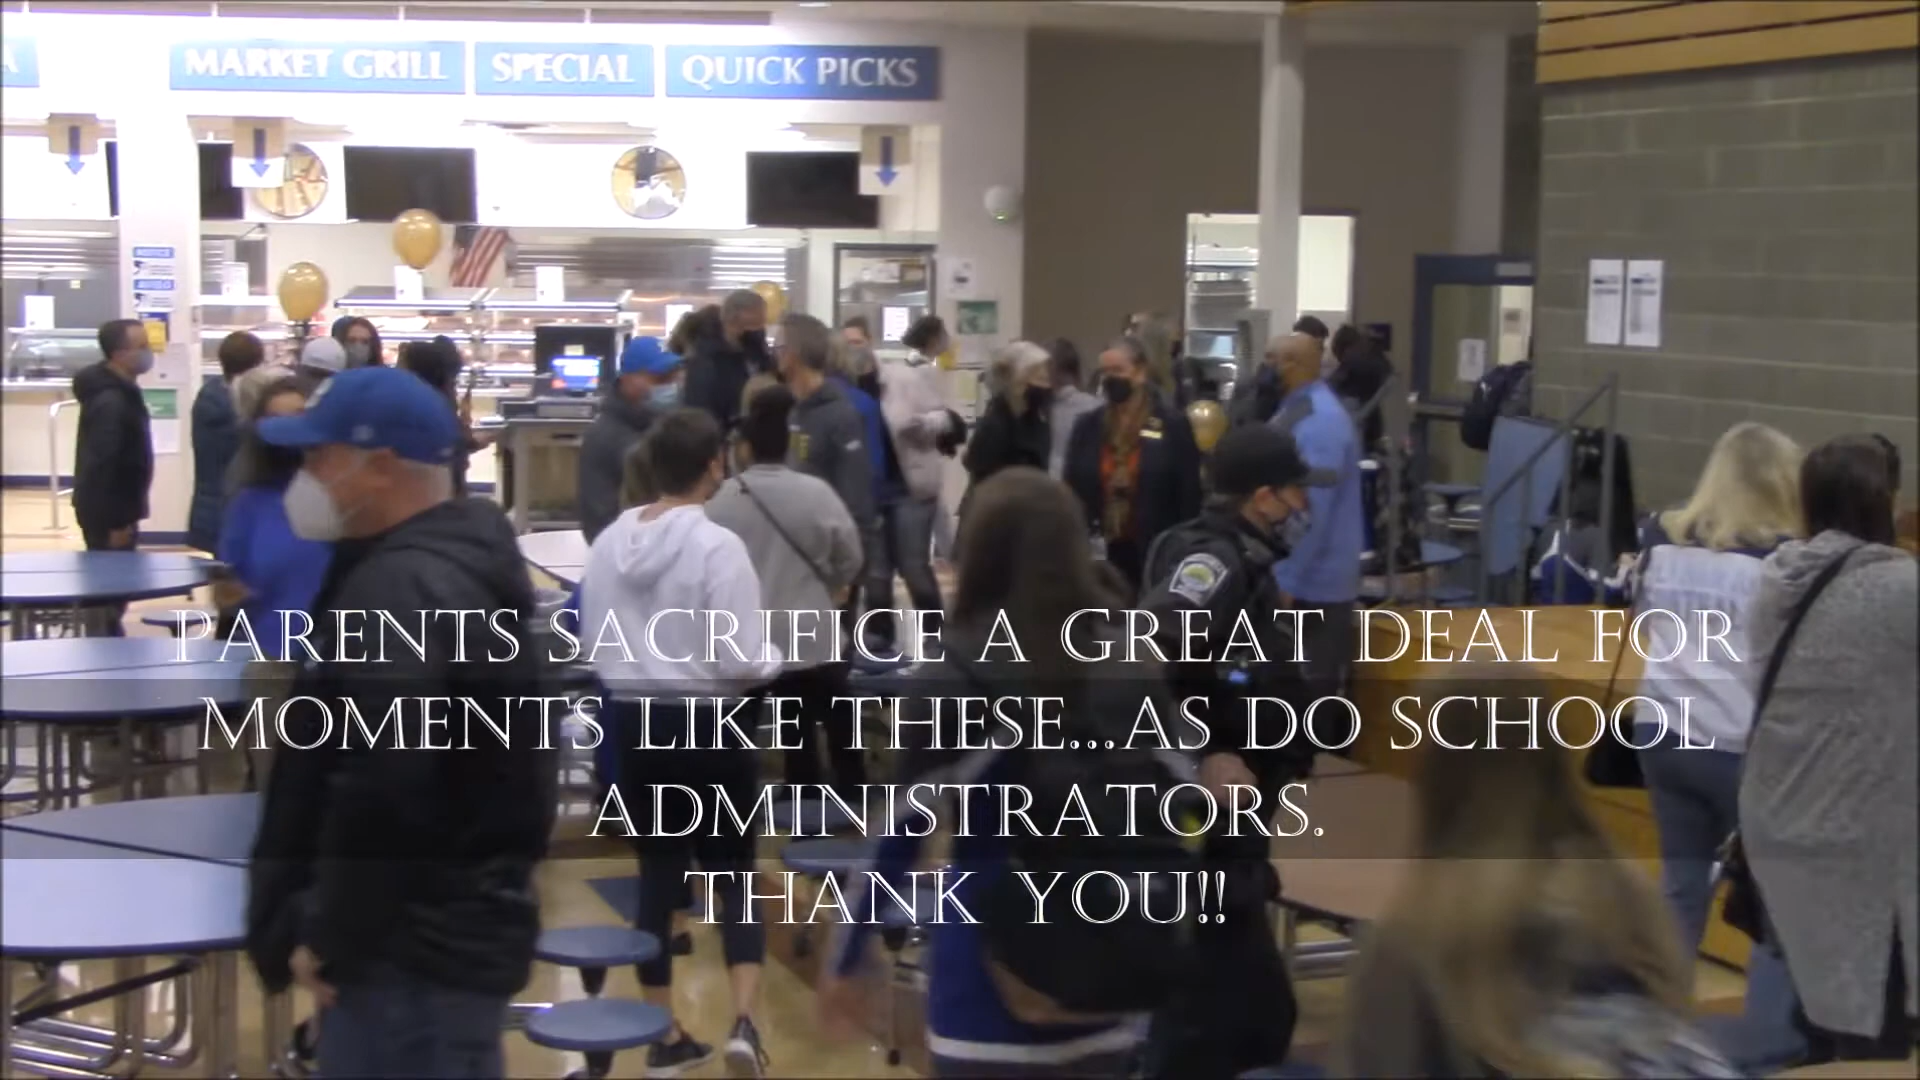 MARKET GRILL
SPECIAL
QUICK PICKS
NOTICE
PARENTS SACRIFICE A GREAT DEAL FOR
MOMENTS LIKE THESE...AS DO SCHOOL
ADMINISTRATORS.
THANK YOU!!